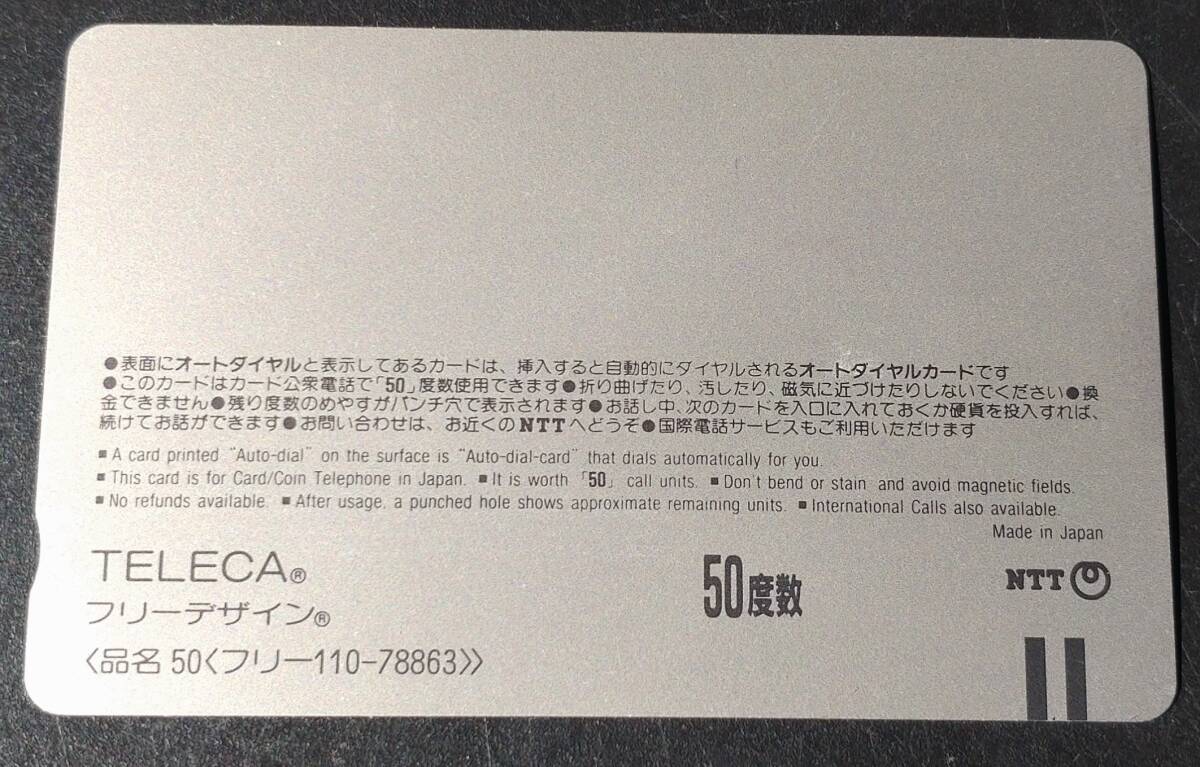 ●表面にオートダイヤルと表示してあるカードは、挿入すると自動的にダイヤルされるオートダイヤルカードです
●このカードはカード公衆電話で「50」度数使用できます●折り曲げたり、汚したり、磁気に近づけたりしないでください●換
金できません●残り度数のめやすがパンチ穴で表示されます●お話し中、次のカードを入口に入れておくか硬貨を投入すれば、
続けてお話ができます●お問い合わせは、お近くのNTTへどうぞ●国際電話サービスもご利用いただけます
■A card printed "Auto-dial" on the surface is "Auto-dial-card" that dials automatically for you.
■This card is for Card/Coin Telephone in Japan. ■It is worth 「50」 call units. ■Don't bend or stain and avoid magnetic fields.
■No refunds available. ■After usage, a punched hole shows approximate remaining units. ■International Calls also available.
Made in Japan
TELECA®
フリーデザイン®
〈品名 50〈フリー110-78863〉〉
50度数
NTT